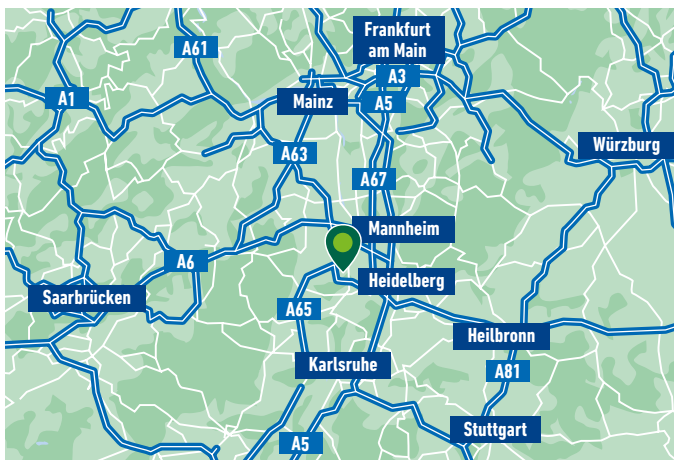 Frankfurt
am Main
A61
A3
A1
A5
Mainz
Würzburg
A63
A67
Mannheim
A6
Heidelberg
Saarbrücken
A65
Heilbronn
Karlsruhe
A81
Stuttgart
A5